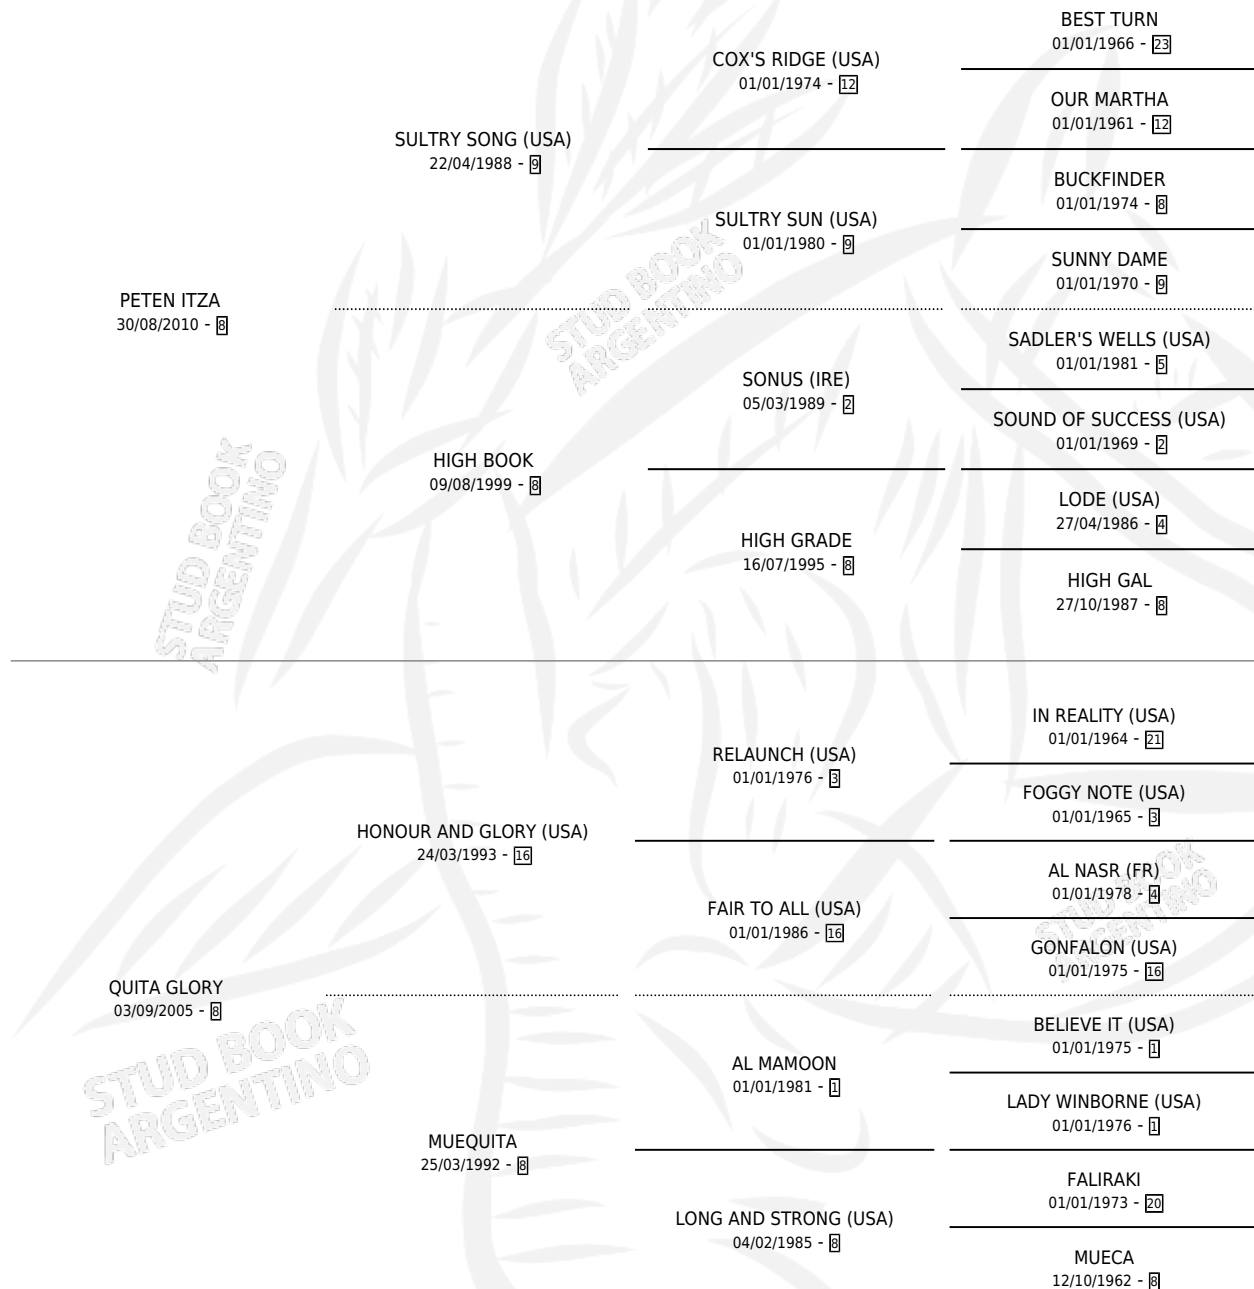 BEST TURN
01/01/1966 - 23
COX'S RIDGE (USA)
01/01/1974 - 12
OUR MARTHA
01/01/1961 - 12
SULTRY SONG (USA)
22/04/1988 - 9
BUCKFINDER
01/01/1974 - 8
SULTRY SUN (USA)
01/01/1980 - 9
SUNNY DAME
01/01/1970 - 9
PETEN ITZA
30/08/2010 - 8
STUD BOOK
ARGENTINO
SADLER'S WELLS (USA)
01/01/1981 - 5
SONUS (IRE)
05/03/1989 - 2
SOUND OF SUCCESS (USA)
01/01/1969 - 2
HIGH BOOK
09/08/1999 - 8
LODE (USA)
27/04/1986 - 4
HIGH GRADE
16/07/1995 - 8
HIGH GAL
27/10/1987 - 8
STUD BOOK
ARGENTINO
IN REALITY (USA)
01/01/1964 - 21
RELAUNCH (USA)
01/01/1976 - 3
FOGGY NOTE (USA)
01/01/1965 - 3
HONOUR AND GLORY (USA)
24/03/1993 - 16
AL NASR (FR)
01/01/1978 - 4
FAIR TO ALL (USA)
01/01/1986 - 16
STUD BOOK
ARGENTINO
GONFALON (USA)
01/01/1975 - 16
QUITA GLORY
03/09/2005 - 8
BELIEVE IT (USA)
01/01/1975 - 1
AL MAMOON
01/01/1981 - 1
LADY WINBORNE (USA)
01/01/1976 - 1
STUD BOOK
ARGENTINO
MUEQUITA
25/03/1992 - 8
FALIRAKI
01/01/1973 - 20
LONG AND STRONG (USA)
04/02/1985 - 8
MUECA
12/10/1962 - 8